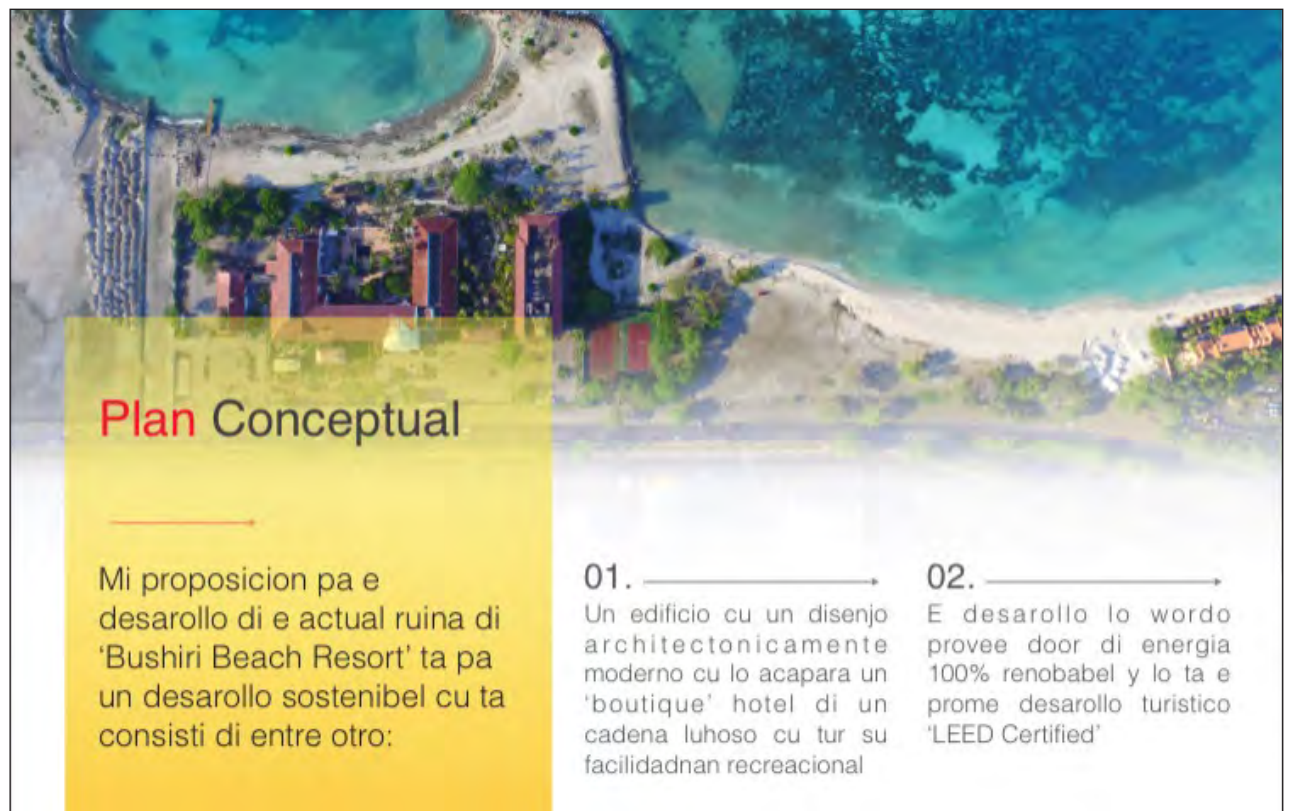 Plan Conceptual
Mi proposicion pa e
desarollo di e actual ruina di
‘Bushiri Beach Resort’ ta pa
un desarollo sostenibel cu ta
consisti di entre otro:
01.
Un edificio cu un disenjo
architectonicamente
moderno cu lo acapara un
‘boutique’ hotel di un
cadena luhoso cu tur su
facilidadnan recreacional
02.
E desarollo lo wordo
provee door di energia
100% renobabel y lo ta e
prome desarollo turistico
‘LEED Certified’